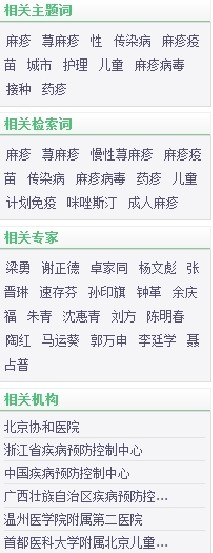 相关主题词
麻疹 荨麻疹 性 传染病 麻疹疫
苗 城市 护理 儿童 麻疹病毒
接种 药疹
相关检索词
麻疹 荨麻疹 慢性荨麻疹 麻疹疫
苗 传染病 麻疹病毒 药疹 儿童
计划免疫 咪唑斯汀 成人麻疹
相关专家
梁勇 谢正德 卓家同 杨文彪 张
晋琳 速存芬 孙印旗 钟革 余庆
福 朱青 沈惠青 刘方 陈明春
陶红 马运葵 郭万申 李廷学 聂
占普
相关机构
北京协和医院
浙江省疾病预防控制中心
中国疾病预防控制中心
广西壮族自治区疾病预防控...
温州医学院附属第二医院
首都医科大学附属北京儿童...